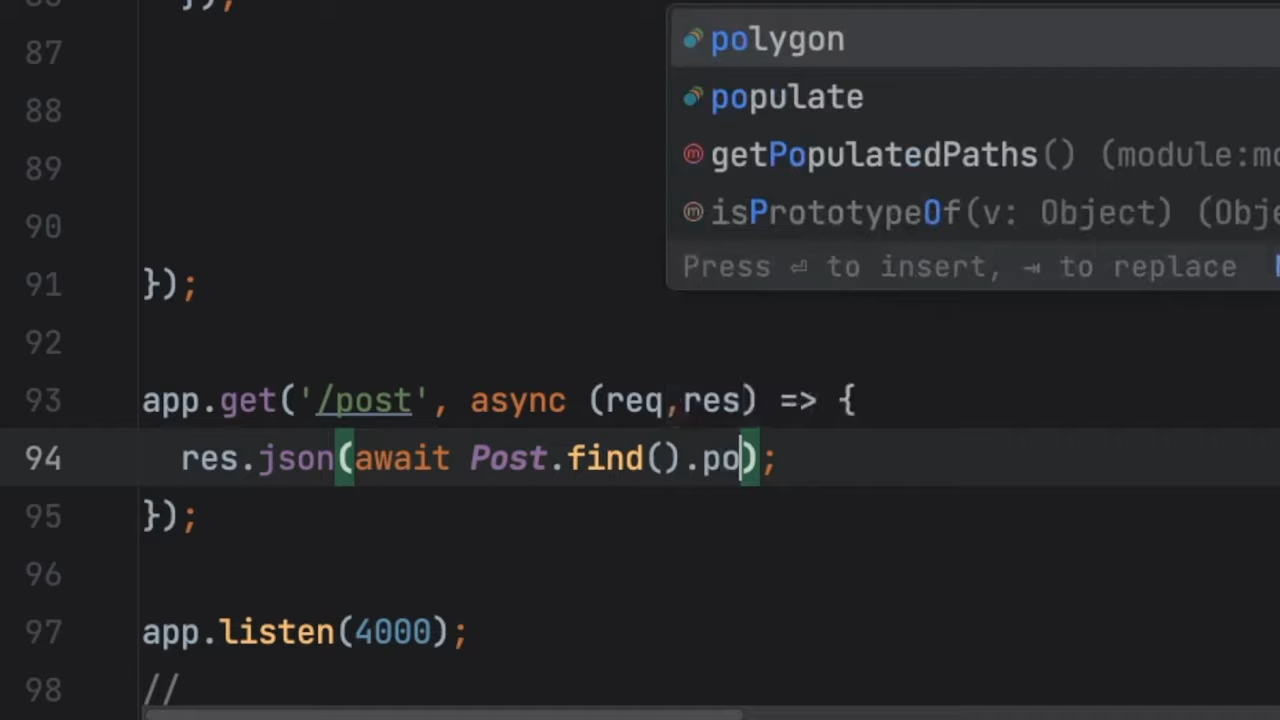 });
87
88
89
90
91 });
92
93 app.get('/post', async (req,res) => {
94 res.json(await Post.find().po);
95 });
96
97 app.listen(4000);
98 //
polygon
populate
getPopulatedPaths() (module:mo
isPrototypeOf(v: Object) (Obje
Press ⏎ to insert, ⇥ to replace